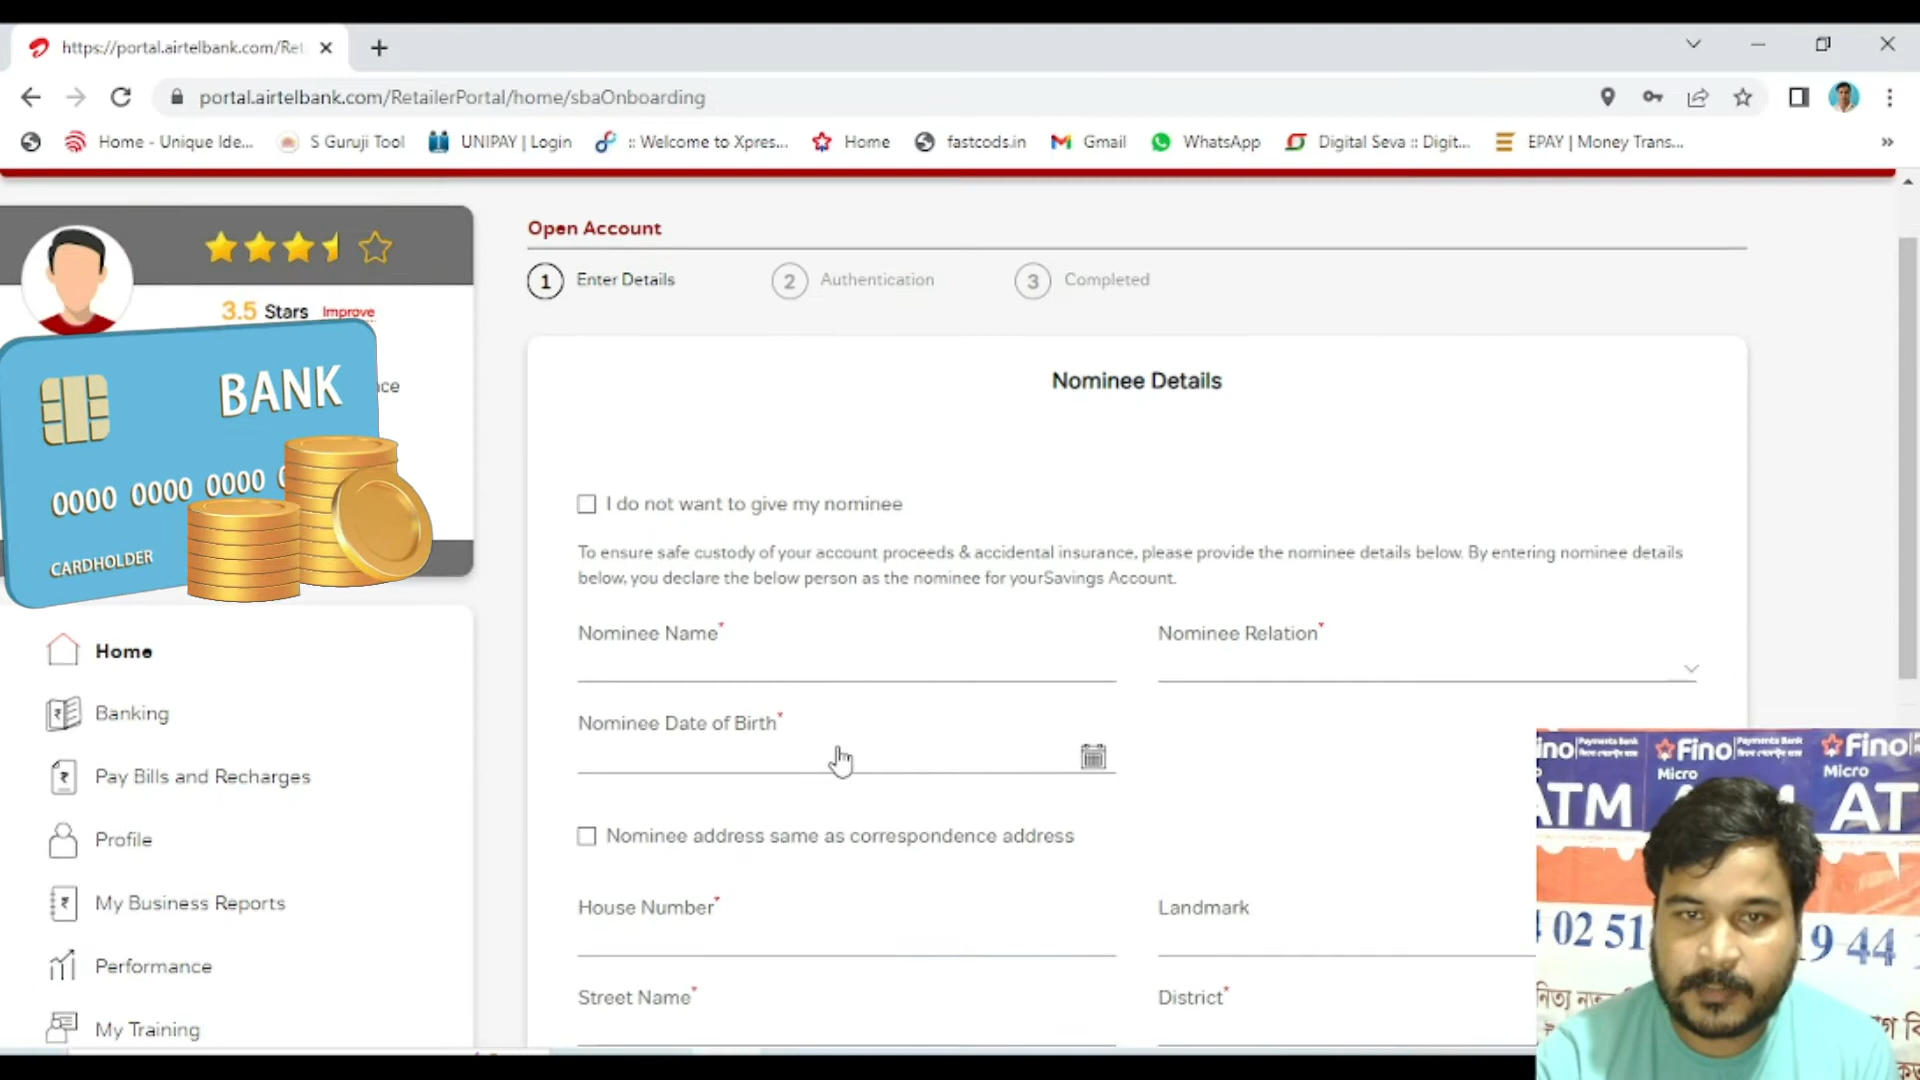 https://portal.airtelbank.com/Ret
portal.airtelbank.com/RetailerPortal/home/sbaOnboarding
Home - Unique Ide...
S Guruji Tool
UNIPAY | Login
:: Welcome to Xpres...
Home
fastcods.in
Gmail
WhatsApp
Digital Seva :: Digit...
EPAY | Money Trans...
»
3.5 Stars Improve
BANK
0000 0000 0000
CARDHOLDER
Home
Banking
Pay Bills and Recharges
Profile
My Business Reports
Performance
My Training
Open Account
1 Enter Details
2 Authentication
3 Completed
Nominee Details
I do not want to give my nominee
To ensure safe custody of your account proceeds & accidental insurance, please provide the nominee details below. By entering nominee details
below, you declare the below person as the nominee for yourSavings Account.
Nominee Name*
Nominee Relation*
Nominee Date of Birth*
Nominee address same as correspondence address
House Number*
Landmark
Street Name*
District*
Fino Payments Bank
Fino
Micro
Micro
ATM
AT
02 51
9 44